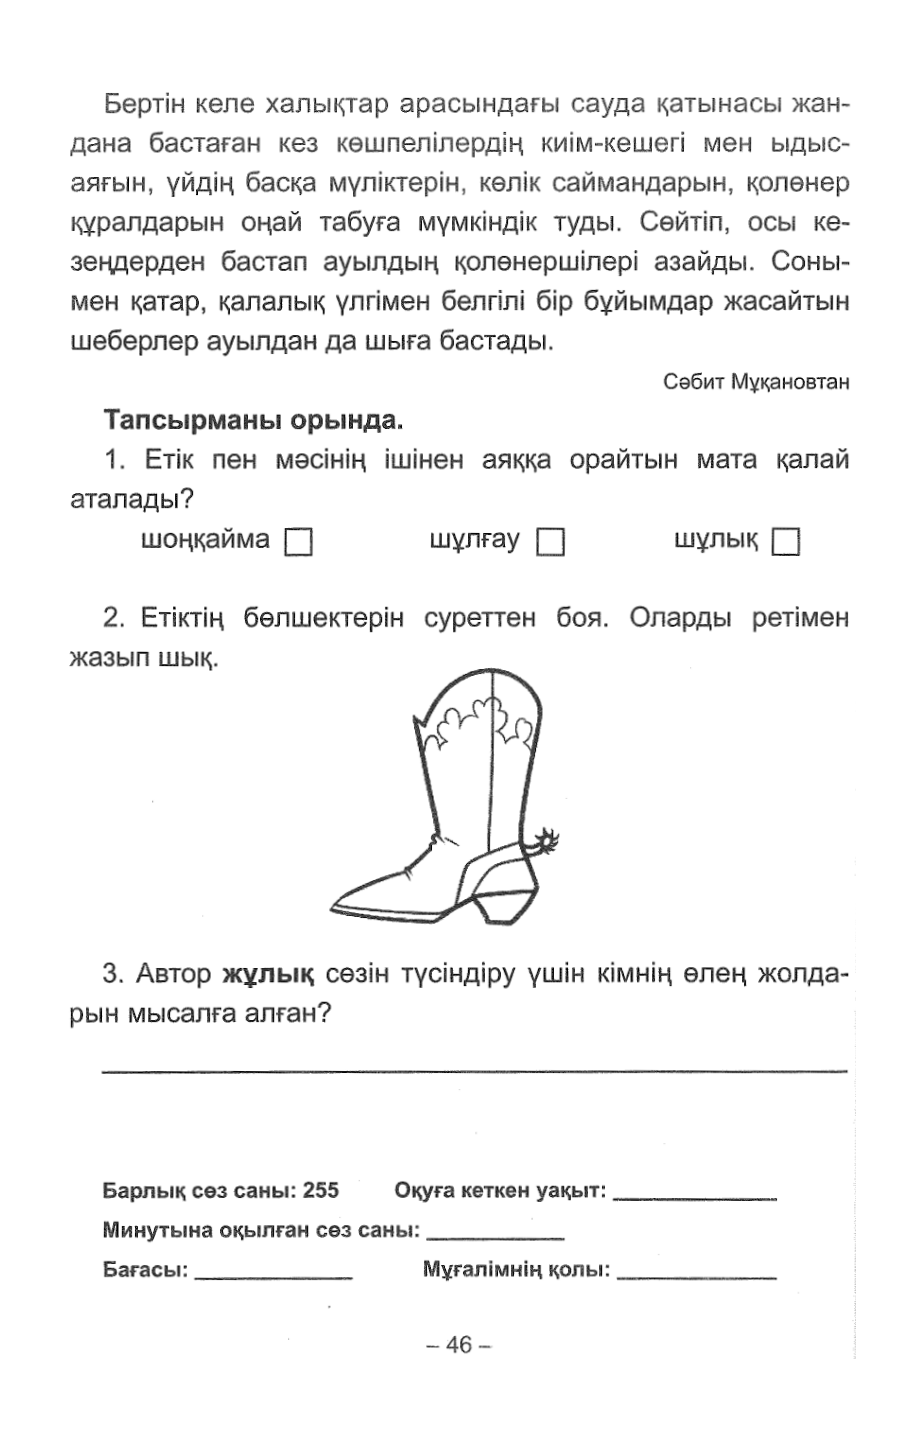 Бертін келе халықтар арасындағы сауда қатынасы жан-
дана бастаған кез көшпелілердің киім-кешегі мен ыдыс-
аяғын, үйдің басқа мүліктерін, көлік саймандарын, қолөнер
құралдарын оңай табуға мүмкіндік туды. Сөйтіп, осы ке-
зеңдерден бастап ауылдың қолөнершілері азайды. Соны-
мен қатар, қалалық үлгімен белгілі бір бұйымдар жасайтын
шеберлер ауылдан да шыға бастады.
Сәбит Мұқановтан
Тапсырманы орында.
1. Етік пен мәсінің ішінен аяққа орайтын мата қалай
аталады?
шоңқайма □ шұлғау □ шұлық □
2. Етіктің бөлшектерін суреттен боя. Оларды ретімен
жазып шық.
3. Автор жұлық сөзін түсіндіру үшін кімнің өлең жолда-
рын мысалға алған?
Барлық сөз саны: 255 Оқуға кеткен уақыт: ____________
Минутына оқылған сөз саны: __________
Бағасы: ____________ Мұғалімнің қолы: ____________
– 46 –